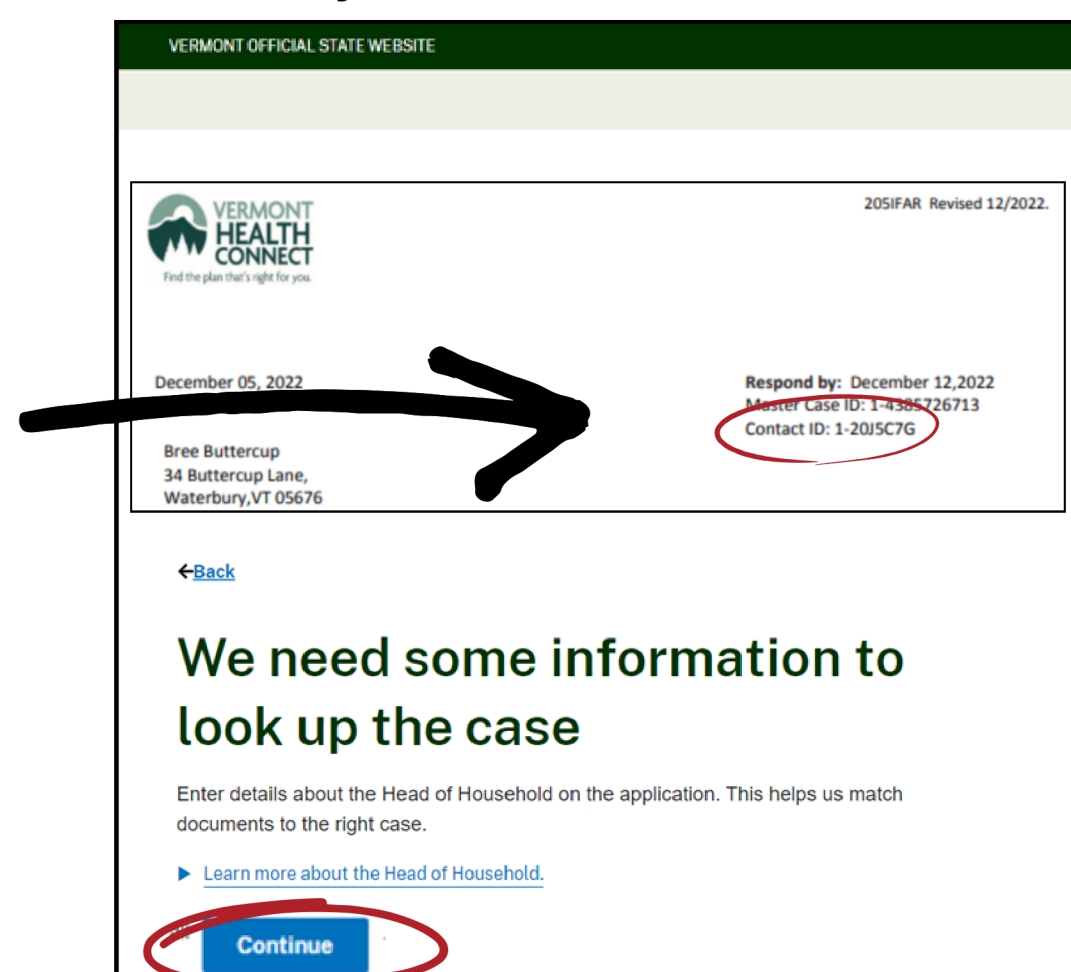 VERMONT OFFICIAL STATE WEBSITE
VERMONT
HEALTH
CONNECT
Find the plan that's right for you.
205IFAR Revised 12/2022.
December 05, 2022
Respond by: December 12,2022
Master Case ID: 1-4385726713
Contact ID: 1-20J5C7G
Bree Buttercup
34 Buttercup Lane,
Waterbury,VT 05676
←Back
We need some information to
look up the case
Enter details about the Head of Household on the application. This helps us match
documents to the right case.
► Learn more about the Head of Household.
Continue